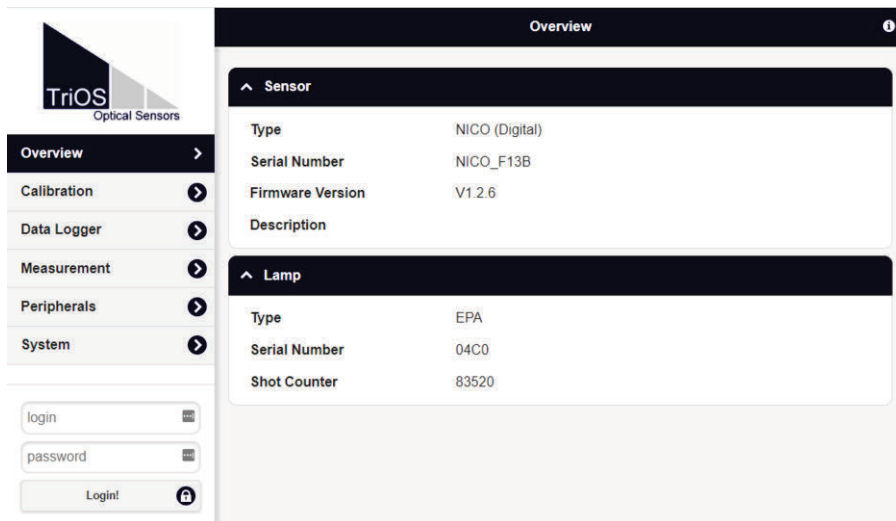 TriOS
Optical Sensors
Overview
Calibration
Data Logger
Measurement
Peripherals
System
login
password
Login!
Overview
Sensor
Type NICO (Digital)
Serial Number NICO_F13B
Firmware Version V1.2.6
Description
Lamp
Type EPA
Serial Number 04C0
Shot Counter 83520